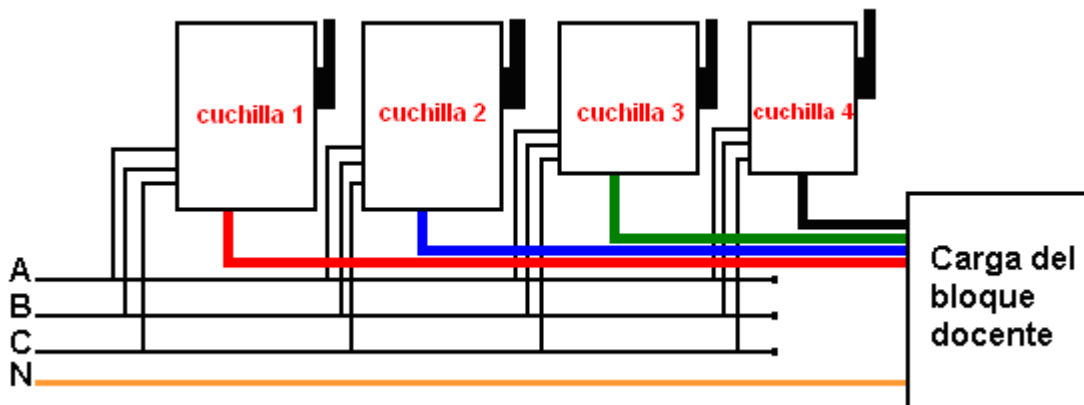 cuchilla 1
cuchilla 2
cuchilla 3
cuchilla 4
A
B
C
N
Carga del
bloque
docente